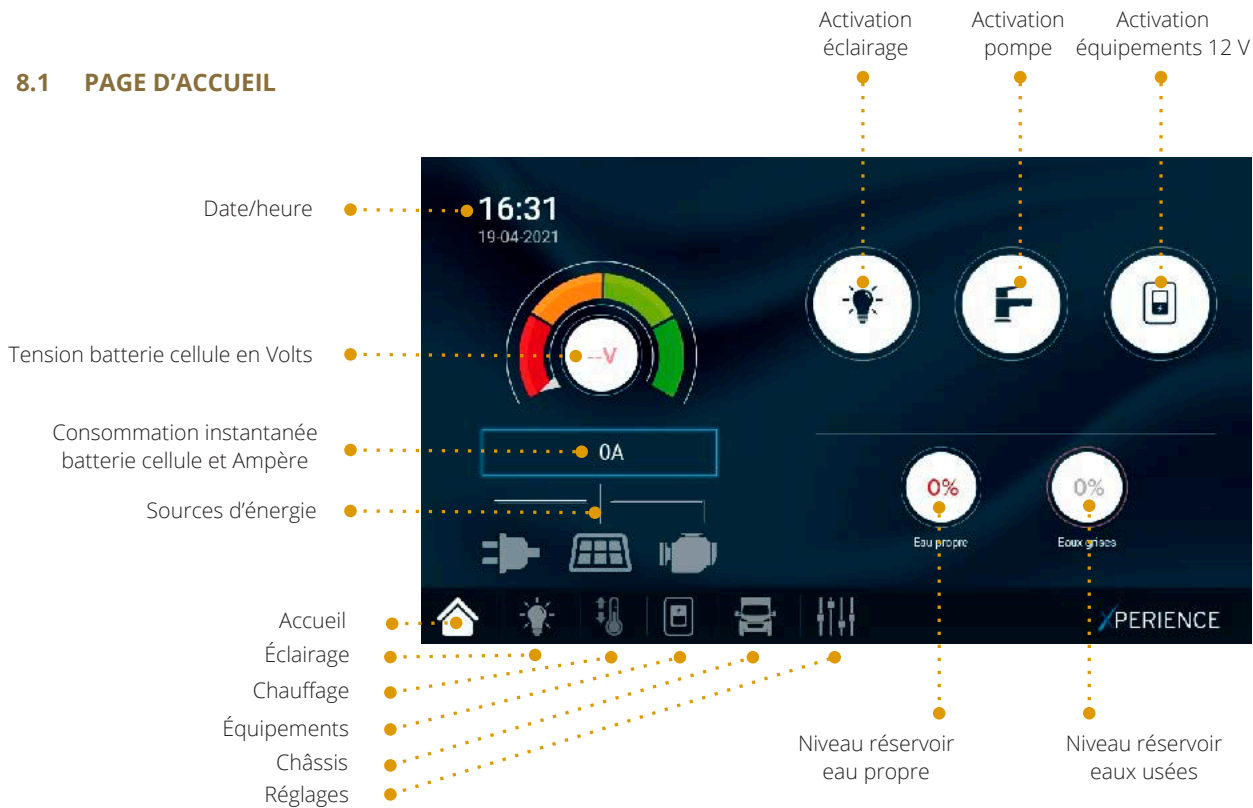 8.1 PAGE D'ACCUEIL
Activation
éclairage
Activation
pompe
Activation
équipements 12 V
Date/heure
16:31
19-04-2021
Tension batterie cellule en Volts
--V
Consommation instantanée
batterie cellule et Ampère
0A
Sources d'énergie
0%
Eau propre
0%
Eaux grises
XPERIENCE
Accueil
Éclairage
Chauffage
Équipements
Châssis
Réglages
Niveau réservoir
eau propre
Niveau réservoir
eaux usées